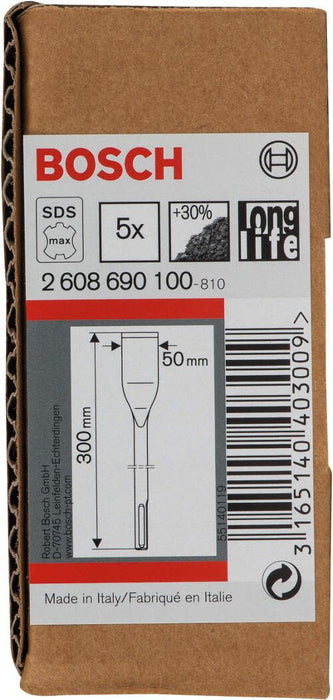 BOSCH
SDS
max
5x
+30%
Long
life
2 608 690 100-810
50 mm
300 mm
Robert Bosch GmbH
D-70745 Leinfelden-Echterdingen
www.bosch-pt.com
55140119
3 165140 403009 >
Made in Italy/Fabriqué en Italie